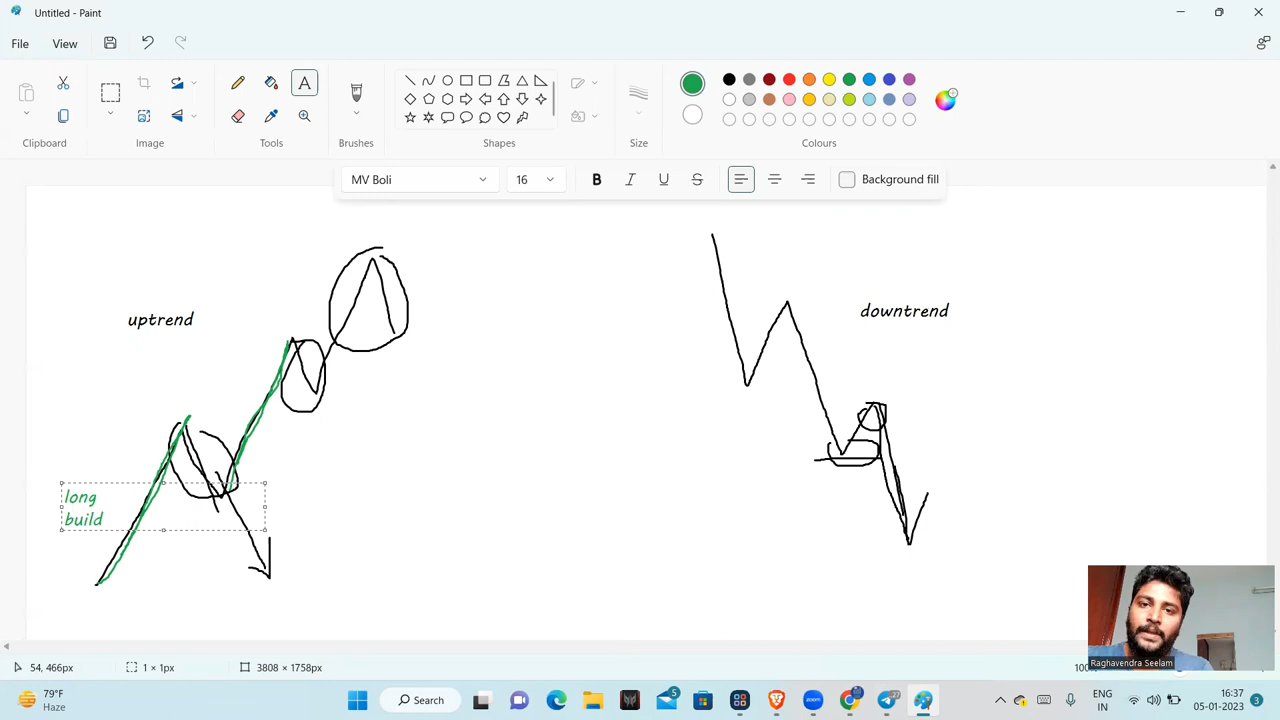 Untitled - Paint
File View
Clipboard
Image
Tools
Brushes
Shapes
Size
Colours
MV Boli
16
B I U S
Background fill
uptrend
downtrend
long
build
Raghavendra Seelam
54, 466px
1 × 1px
3808 × 1758px
79°F
Haze
Search
5
ENG
IN
16:37
05-01-2023
3